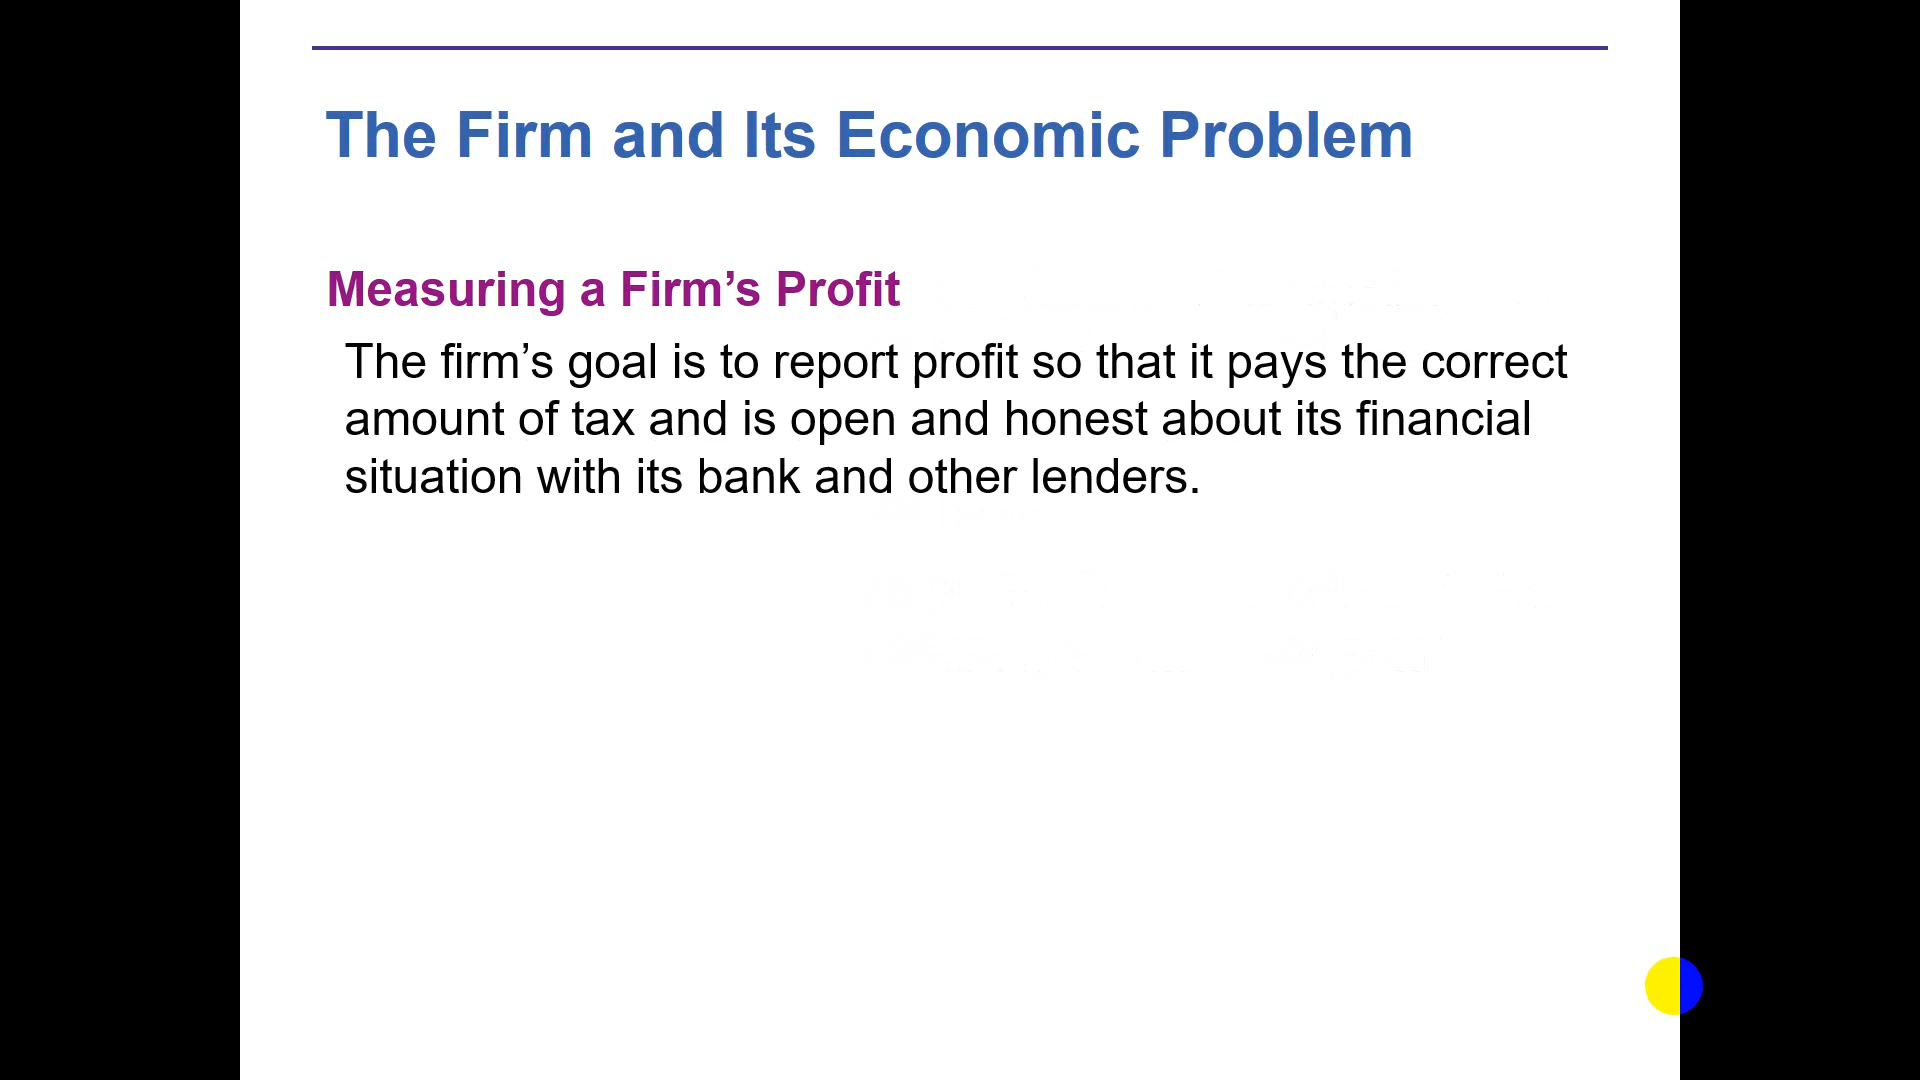 The Firm and Its Economic Problem
Measuring a Firm’s Profit
The firm’s goal is to report profit so that it pays the correct
amount of tax and is open and honest about its financial
situation with its bank and other lenders.